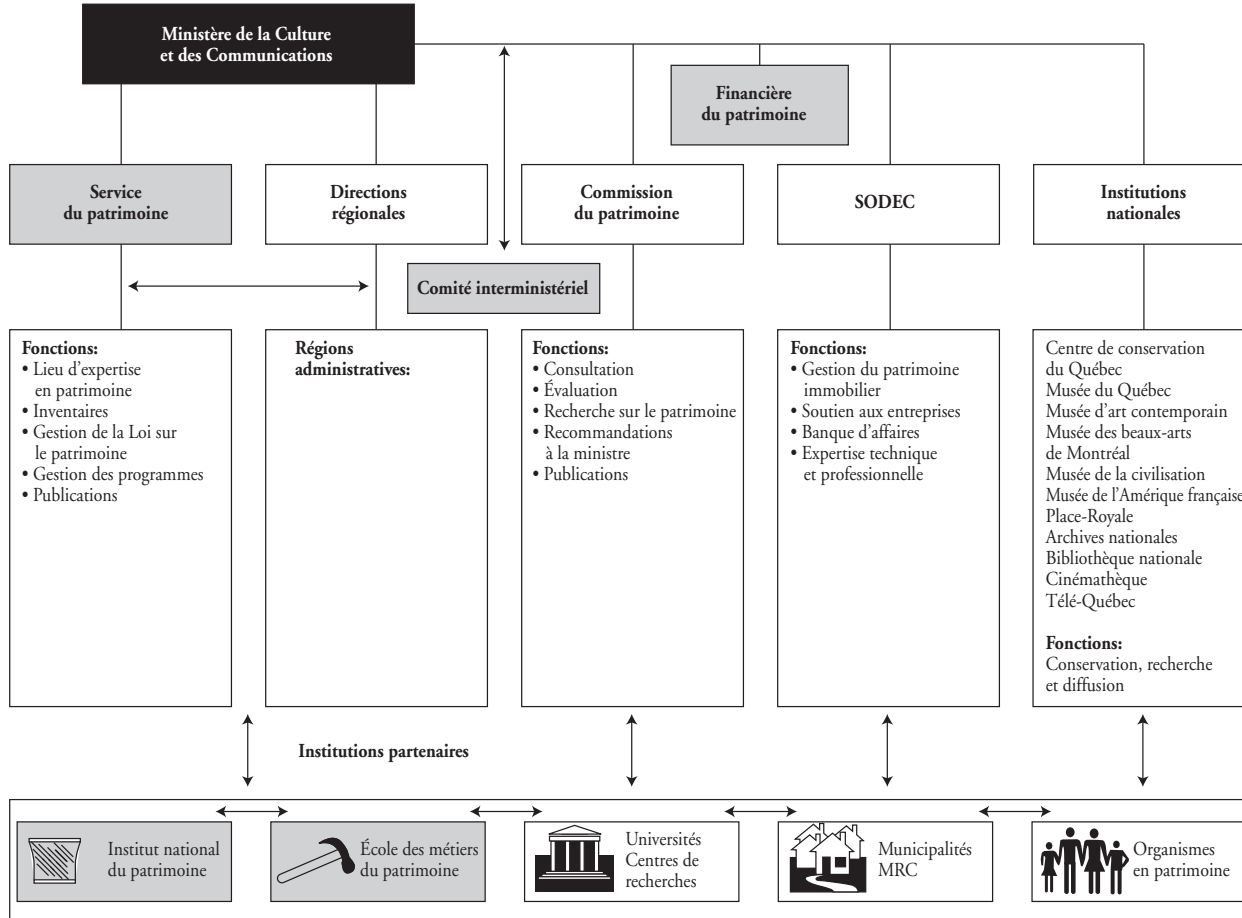 Ministère de la Culture
et des Communications
Financière
du patrimoine
Service
du patrimoine
Directions
régionales
Commission
du patrimoine
SODEC
Institutions
nationales
Comité interministériel
Fonctions:
• Lieu d'expertise
en patrimoine
• Inventaires
• Gestion de la Loi sur
le patrimoine
• Gestion des programmes
• Publications
Régions
administratives:
Fonctions:
• Consultation
• Évaluation
• Recherche sur le patrimoine
• Recommandations
à la ministre
• Publications
Fonctions:
• Gestion du patrimoine
immobilier
• Soutien aux entreprises
• Banque d'affaires
• Expertise technique
et professionnelle
Centre de conservation
du Québec
Musée du Québec
Musée d'art contemporain
Musée des beaux-arts
de Montréal
Musée de la civilisation
Musée de l'Amérique française
Place-Royale
Archives nationales
Bibliothèque nationale
Cinémathèque
Télé-Québec
Fonctions:
Conservation, recherche
et diffusion
Institutions partenaires
Institut national
du patrimoine
École des métiers
du patrimoine
Universités
Centres de
recherches
Municipalités
MRC
Organismes
en patrimoine